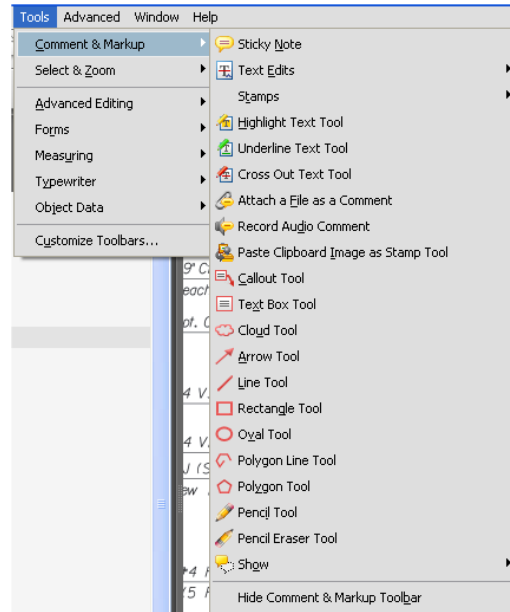 Tools Advanced Window Help
Comment & Markup
Select & Zoom
Advanced Editing
Forms
Measuring
Typewriter
Object Data
Customize Toolbars...
Sticky Note
Text Edits
Stamps
Highlight Text Tool
Underline Text Tool
Cross Out Text Tool
Attach a File as a Comment
Record Audio Comment
Paste Clipboard Image as Stamp Tool
Callout Tool
Text Box Tool
Cloud Tool
Arrow Tool
Line Tool
Rectangle Tool
Oval Tool
Polygon Line Tool
Polygon Tool
Pencil Tool
Pencil Eraser Tool
Show
Hide Comment & Markup Toolbar
each
4 V.
4 V.